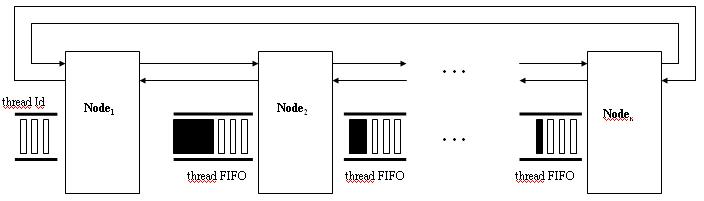 thread Id
Node1
Node2
Noden
. . .
. . .
thread FIFO
thread FIFO
thread FIFO